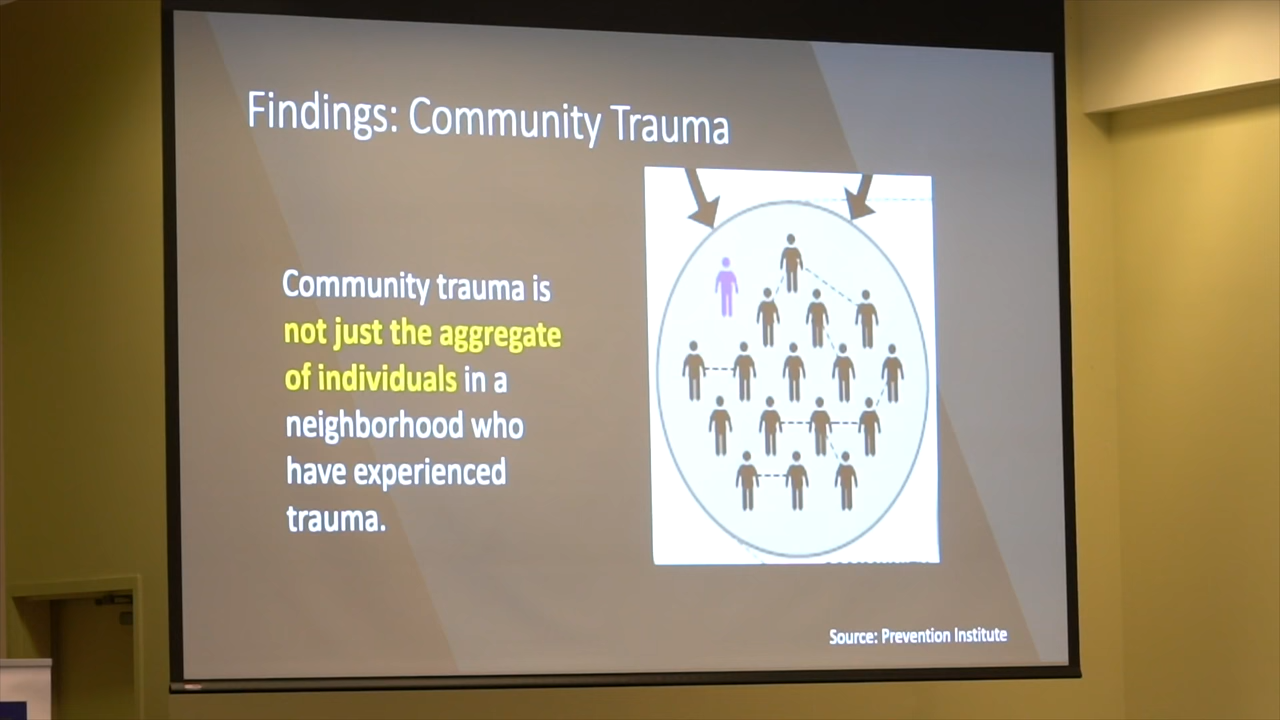 Findings: Community Trauma
Community trauma is
not just the aggregate
of individuals in a
neighborhood who
have experienced
trauma.
Source: Prevention Institute